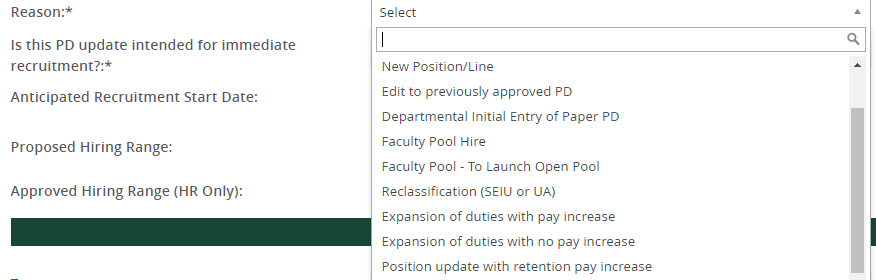 Reason:*
Select
Is this PD update intended for immediate
recruitment?:*
Anticipated Recruitment Start Date:
Proposed Hiring Range:
Approved Hiring Range (HR Only):
New Position/Line
Edit to previously approved PD
Departmental Initial Entry of Paper PD
Faculty Pool Hire
Faculty Pool - To Launch Open Pool
Reclassification (SEIU or UA)
Expansion of duties with pay increase
Expansion of duties with no pay increase
Position update with retention pay increase